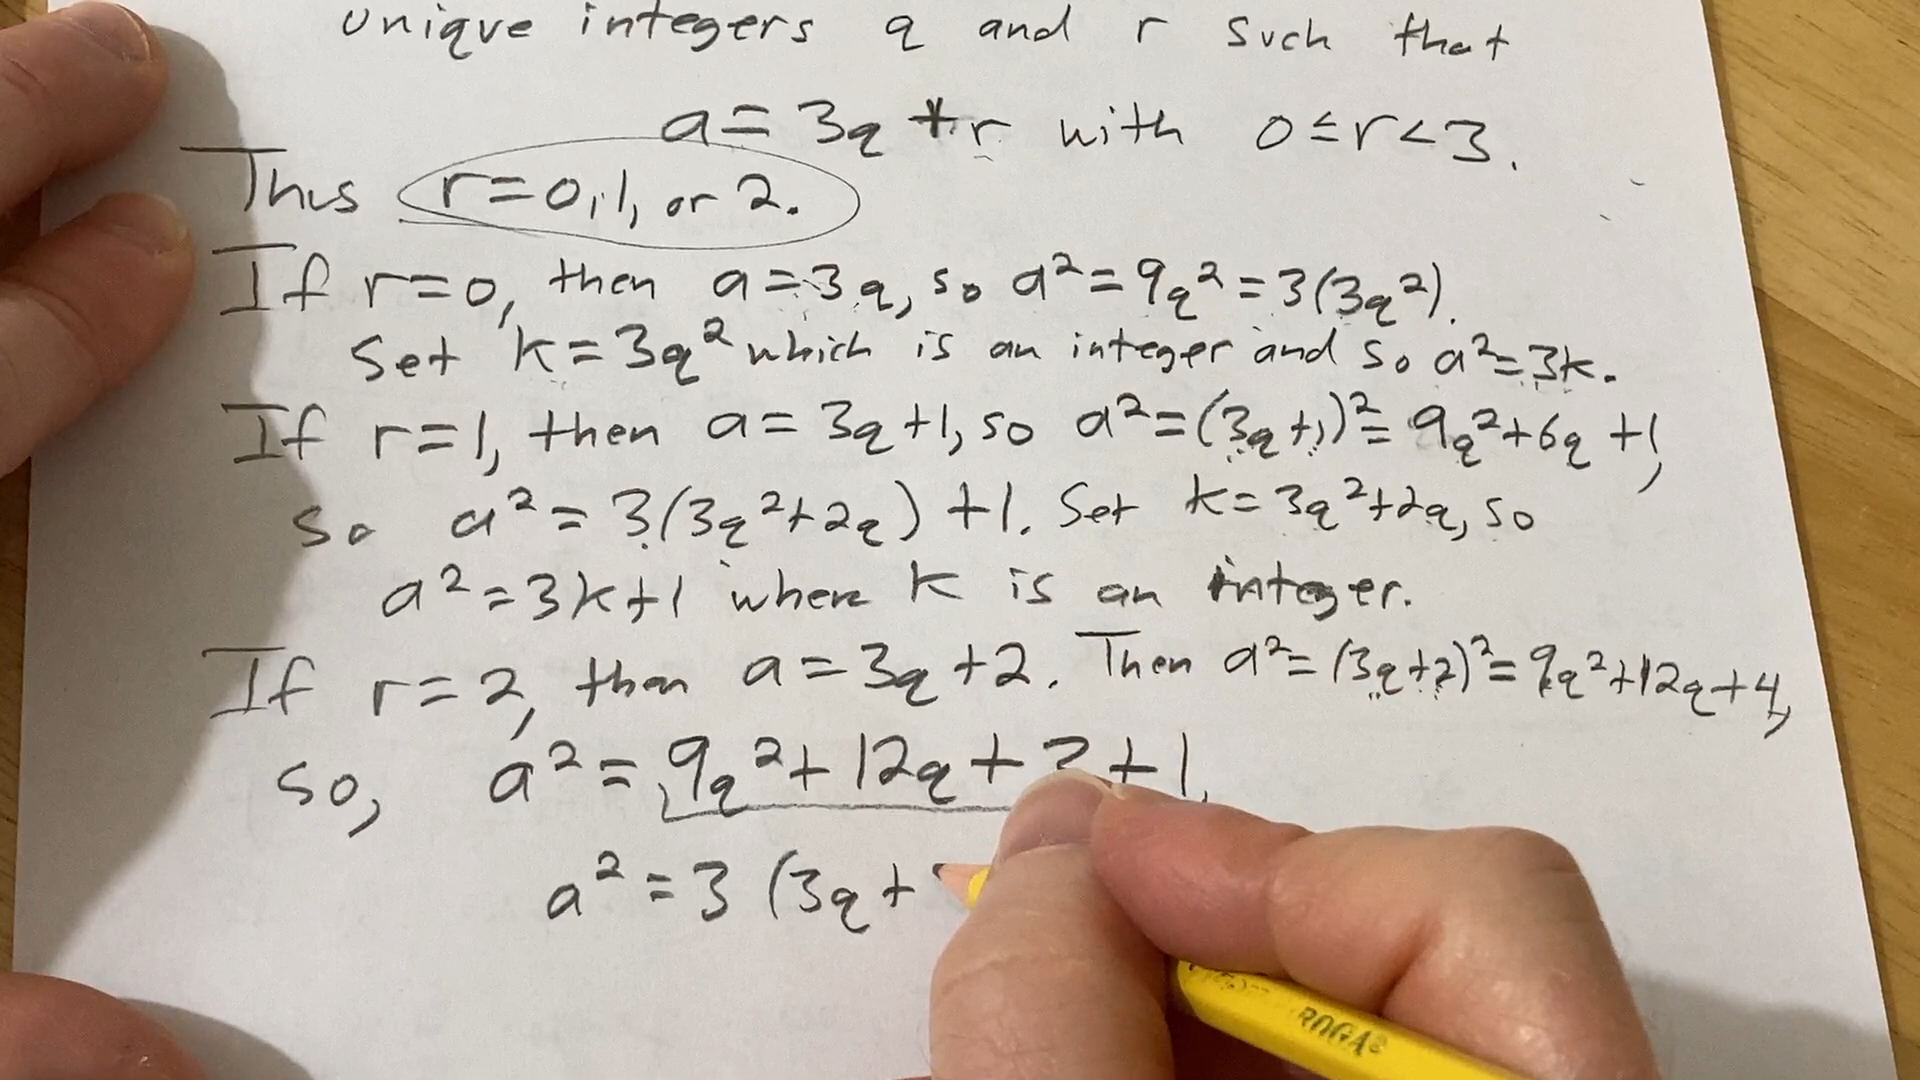 unique integers q and r such that
a = 3q + r with 0 ≤ r < 3.
Thus r = 0, 1, or 2.
If r = 0, then a = 3q, so a² = 9q² = 3(3q²).
Set k = 3q² which is an integer and so a² = 3k.
If r = 1, then a = 3q + 1, so a² = (3q + 1)² = 9q² + 6q + 1,
so a² = 3(3q² + 2q) + 1. Set k = 3q² + 2q, so
a² = 3k + 1 where k is an integer.
If r = 2, then a = 3q + 2. Then a² = (3q + 2)² = 9q² + 12q + 4,
so, a² = 9q² + 12q + 3 + 1.
a² = 3 (3q +
ROGA®